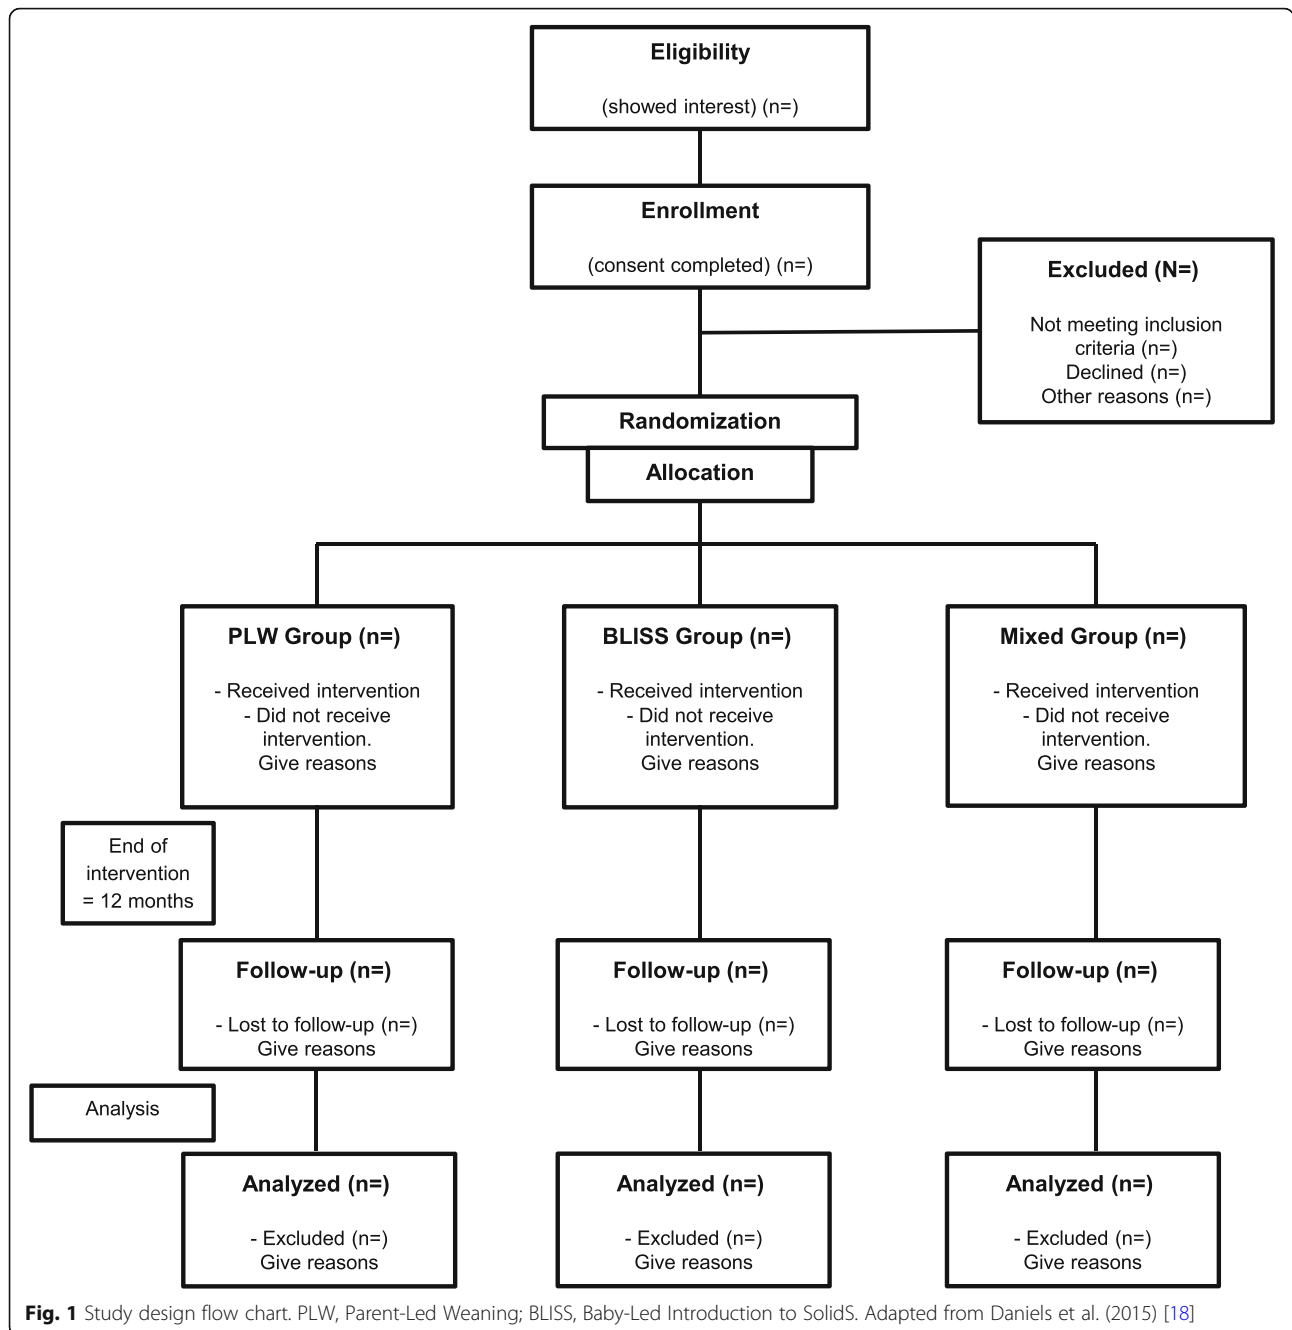 Eligibility
(showed interest) (n=)
Enrollment
(consent completed) (n=)
Excluded (N=)
Not meeting inclusion
criteria (n=)
Declined (n=)
Other reasons (n=)
Randomization
Allocation
PLW Group (n=)
- Received intervention
- Did not receive
intervention.
Give reasons
BLISS Group (n=)
- Received intervention
- Did not receive
intervention.
Give reasons
Mixed Group (n=)
- Received intervention
- Did not receive
intervention.
Give reasons
End of
intervention
= 12 months
Follow-up (n=)
- Lost to follow-up (n=)
Give reasons
Follow-up (n=)
- Lost to follow-up (n=)
Give reasons
Follow-up (n=)
- Lost to follow-up (n=)
Give reasons
Analysis
Analyzed (n=)
- Excluded (n=)
Give reasons
Analyzed (n=)
- Excluded (n=)
Give reasons
Analyzed (n=)
- Excluded (n=)
Give reasons
Fig. 1 Study design flow chart. PLW, Parent-Led Weaning; BLISS, Baby-Led Introduction to SolidS. Adapted from Daniels et al. (2015) [18]